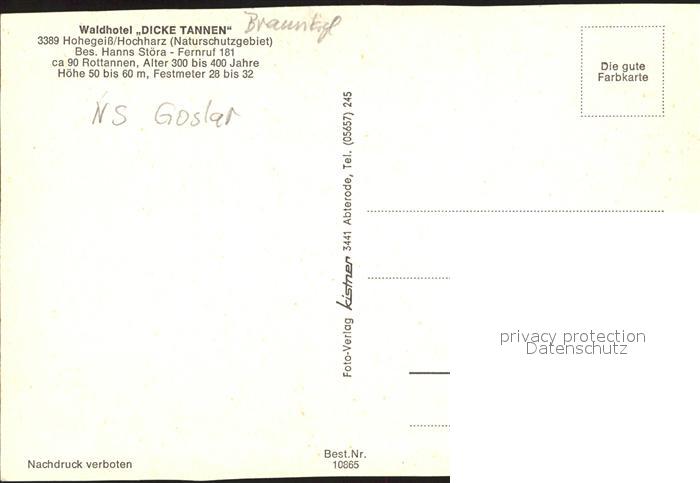 Waldhotel „DICKE TANNEN"
3389 Hohegeiß/Hochharz (Naturschutzgebiet)
Bes. Hanns Störa - Fernruf 181
ca 90 Rottannen, Alter 300 bis 400 Jahre
Höhe 50 bis 60 m, Festmeter 28 bis 32
NS Goslar
Die gute
Farbkarte
Foto-Verlag kistner 3441 Abterode, Tel. (05657) 245
privacy protection
Datenschutz
Best.Nr.
10865
Nachdruck verboten